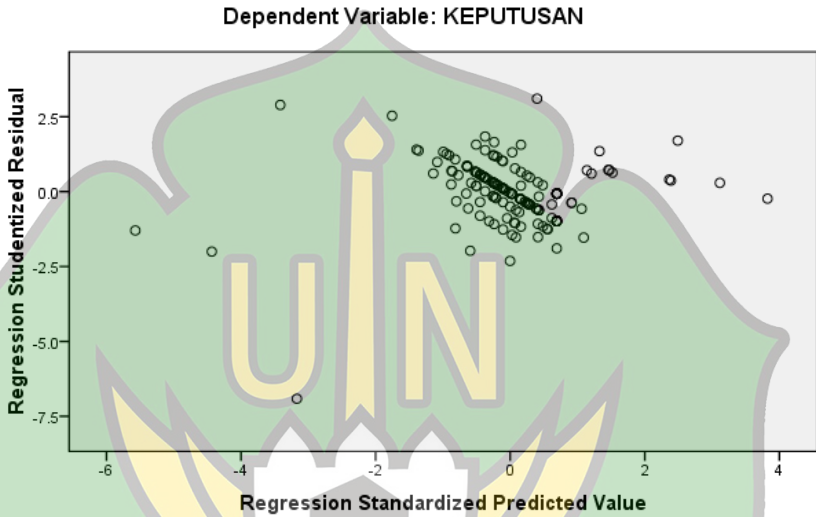 Dependent Variable: KEPUTUSAN
Regression Studentized Residual
2.5
0.0
-2.5
-5.0
-7.5
UIN
-6 -4 -2 0 2 4
Regression Standardized Predicted Value